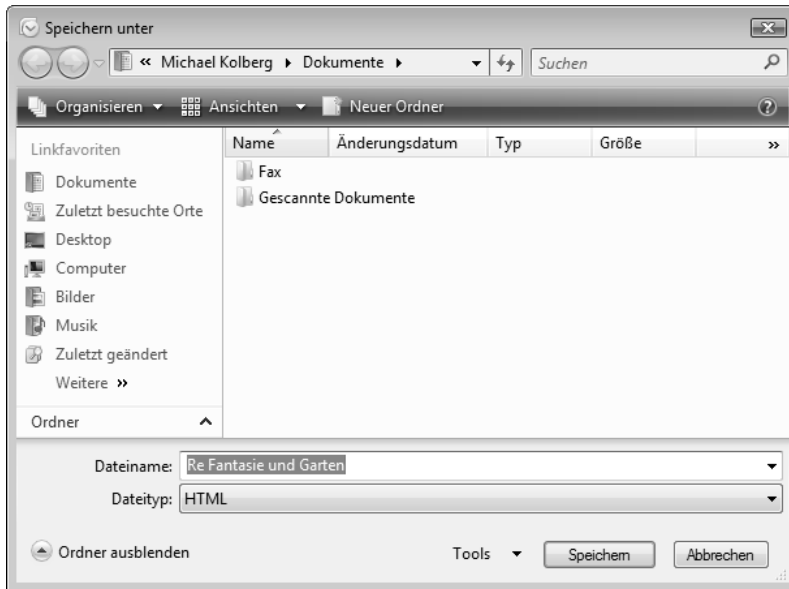 Speichern unter
« Michael Kolberg Dokumente Suchen
Organisieren Ansichten Neuer Ordner ?
Linkfavoriten Name Änderungsdatum Typ Größe »
Dokumente Fax
Zuletzt besuchte Orte Gescannte Dokumente
Desktop
Computer
Bilder
Musik
Zuletzt geändert
Weitere »
Ordner
Dateiname: Re Fantasie und Garten
Dateityp: HTML
Ordner ausblenden Tools Speichern Abbrechen